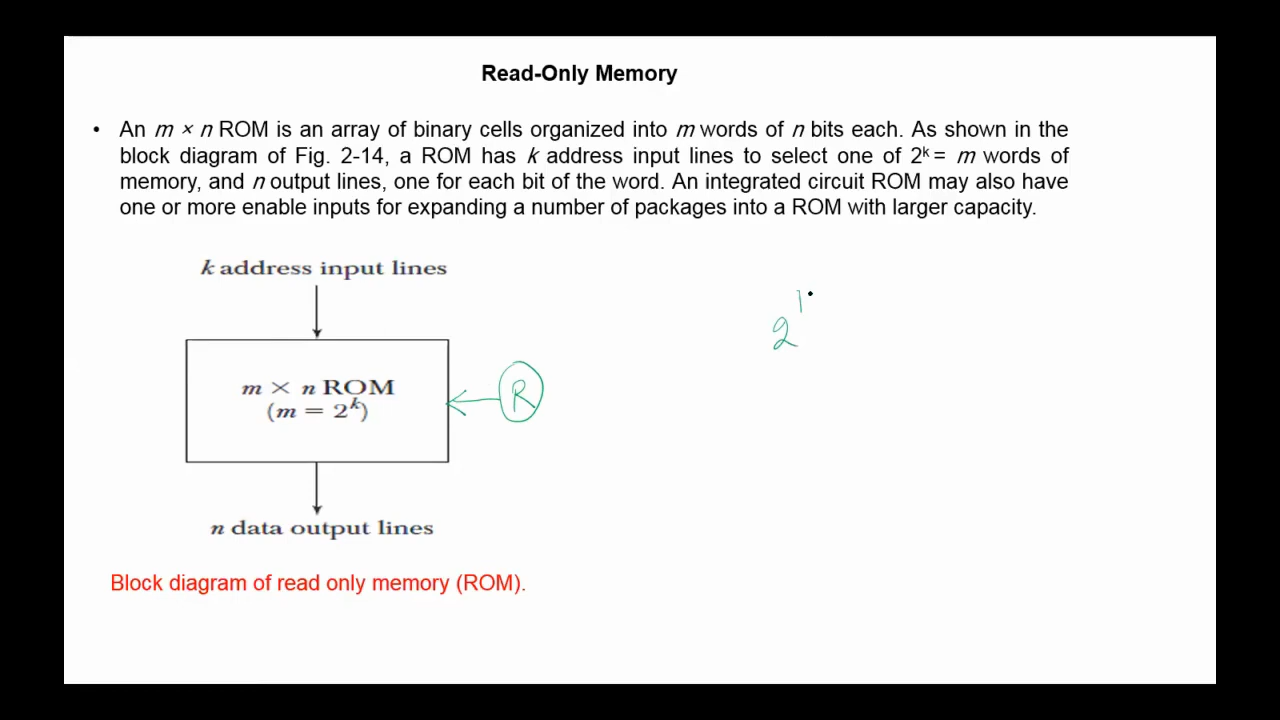 Read-Only Memory
• An m × n ROM is an array of binary cells organized into m words of n bits each. As shown in the
block diagram of Fig. 2-14, a ROM has k address input lines to select one of 2ᵏ = m words of
memory, and n output lines, one for each bit of the word. An integrated circuit ROM may also have
one or more enable inputs for expanding a number of packages into a ROM with larger capacity.
k address input lines
m × n ROM
(m = 2ᵏ)
R
2
n data output lines
Block diagram of read only memory (ROM).